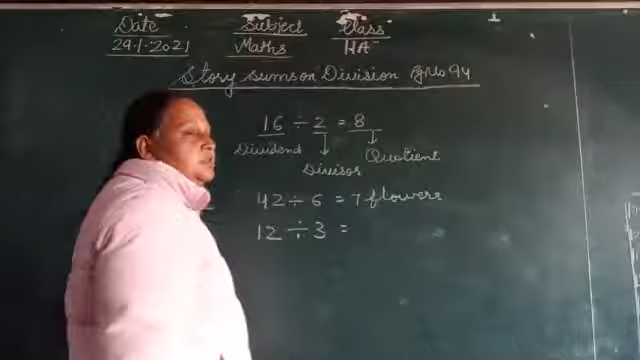 Date Subject Class
29.1.2021 Maths IIA
Story Sums on Division Pg No 94
16 ÷ 2 = 8
Dividend Divisor Quotient
42 ÷ 6 = 7 flowers
12 ÷ 3 =